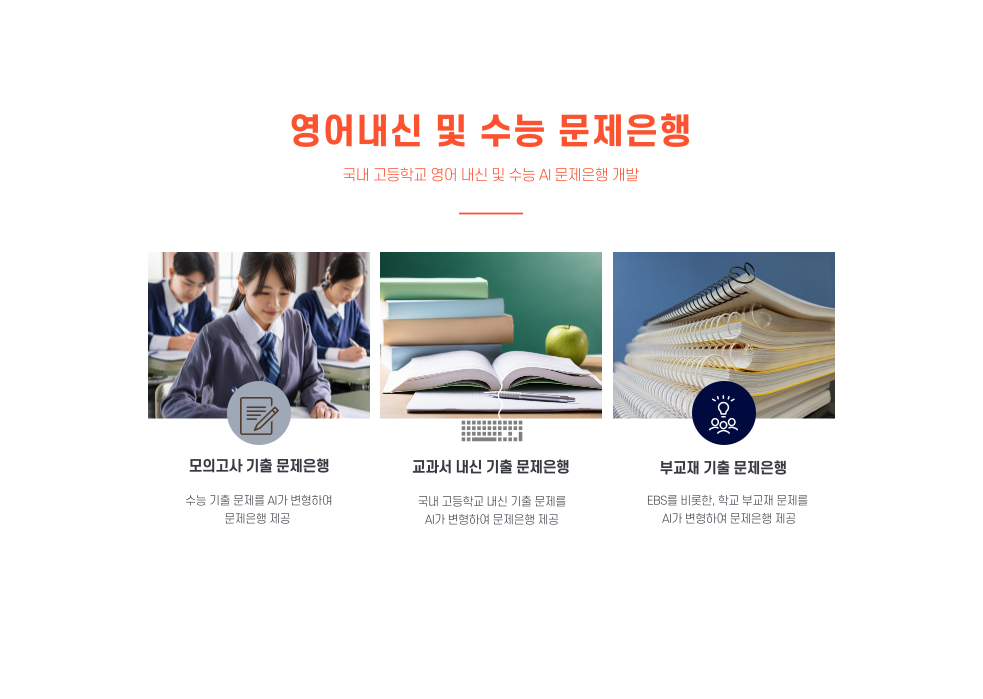 영어내신 및 수능 문제은행
국내 고등학교 영어 내신 및 수능 AI 문제은행 개발
모의고사 기출 문제은행
수능 기출 문제를 AI가 변형하여
문제은행 제공
교과서 내신 기출 문제은행
국내 고등학교 내신 기출 문제를
AI가 변형하여 문제은행 제공
부교재 기출 문제은행
EBS를 비롯한, 학교 부교재 문제를
AI가 변형하여 문제은행 제공